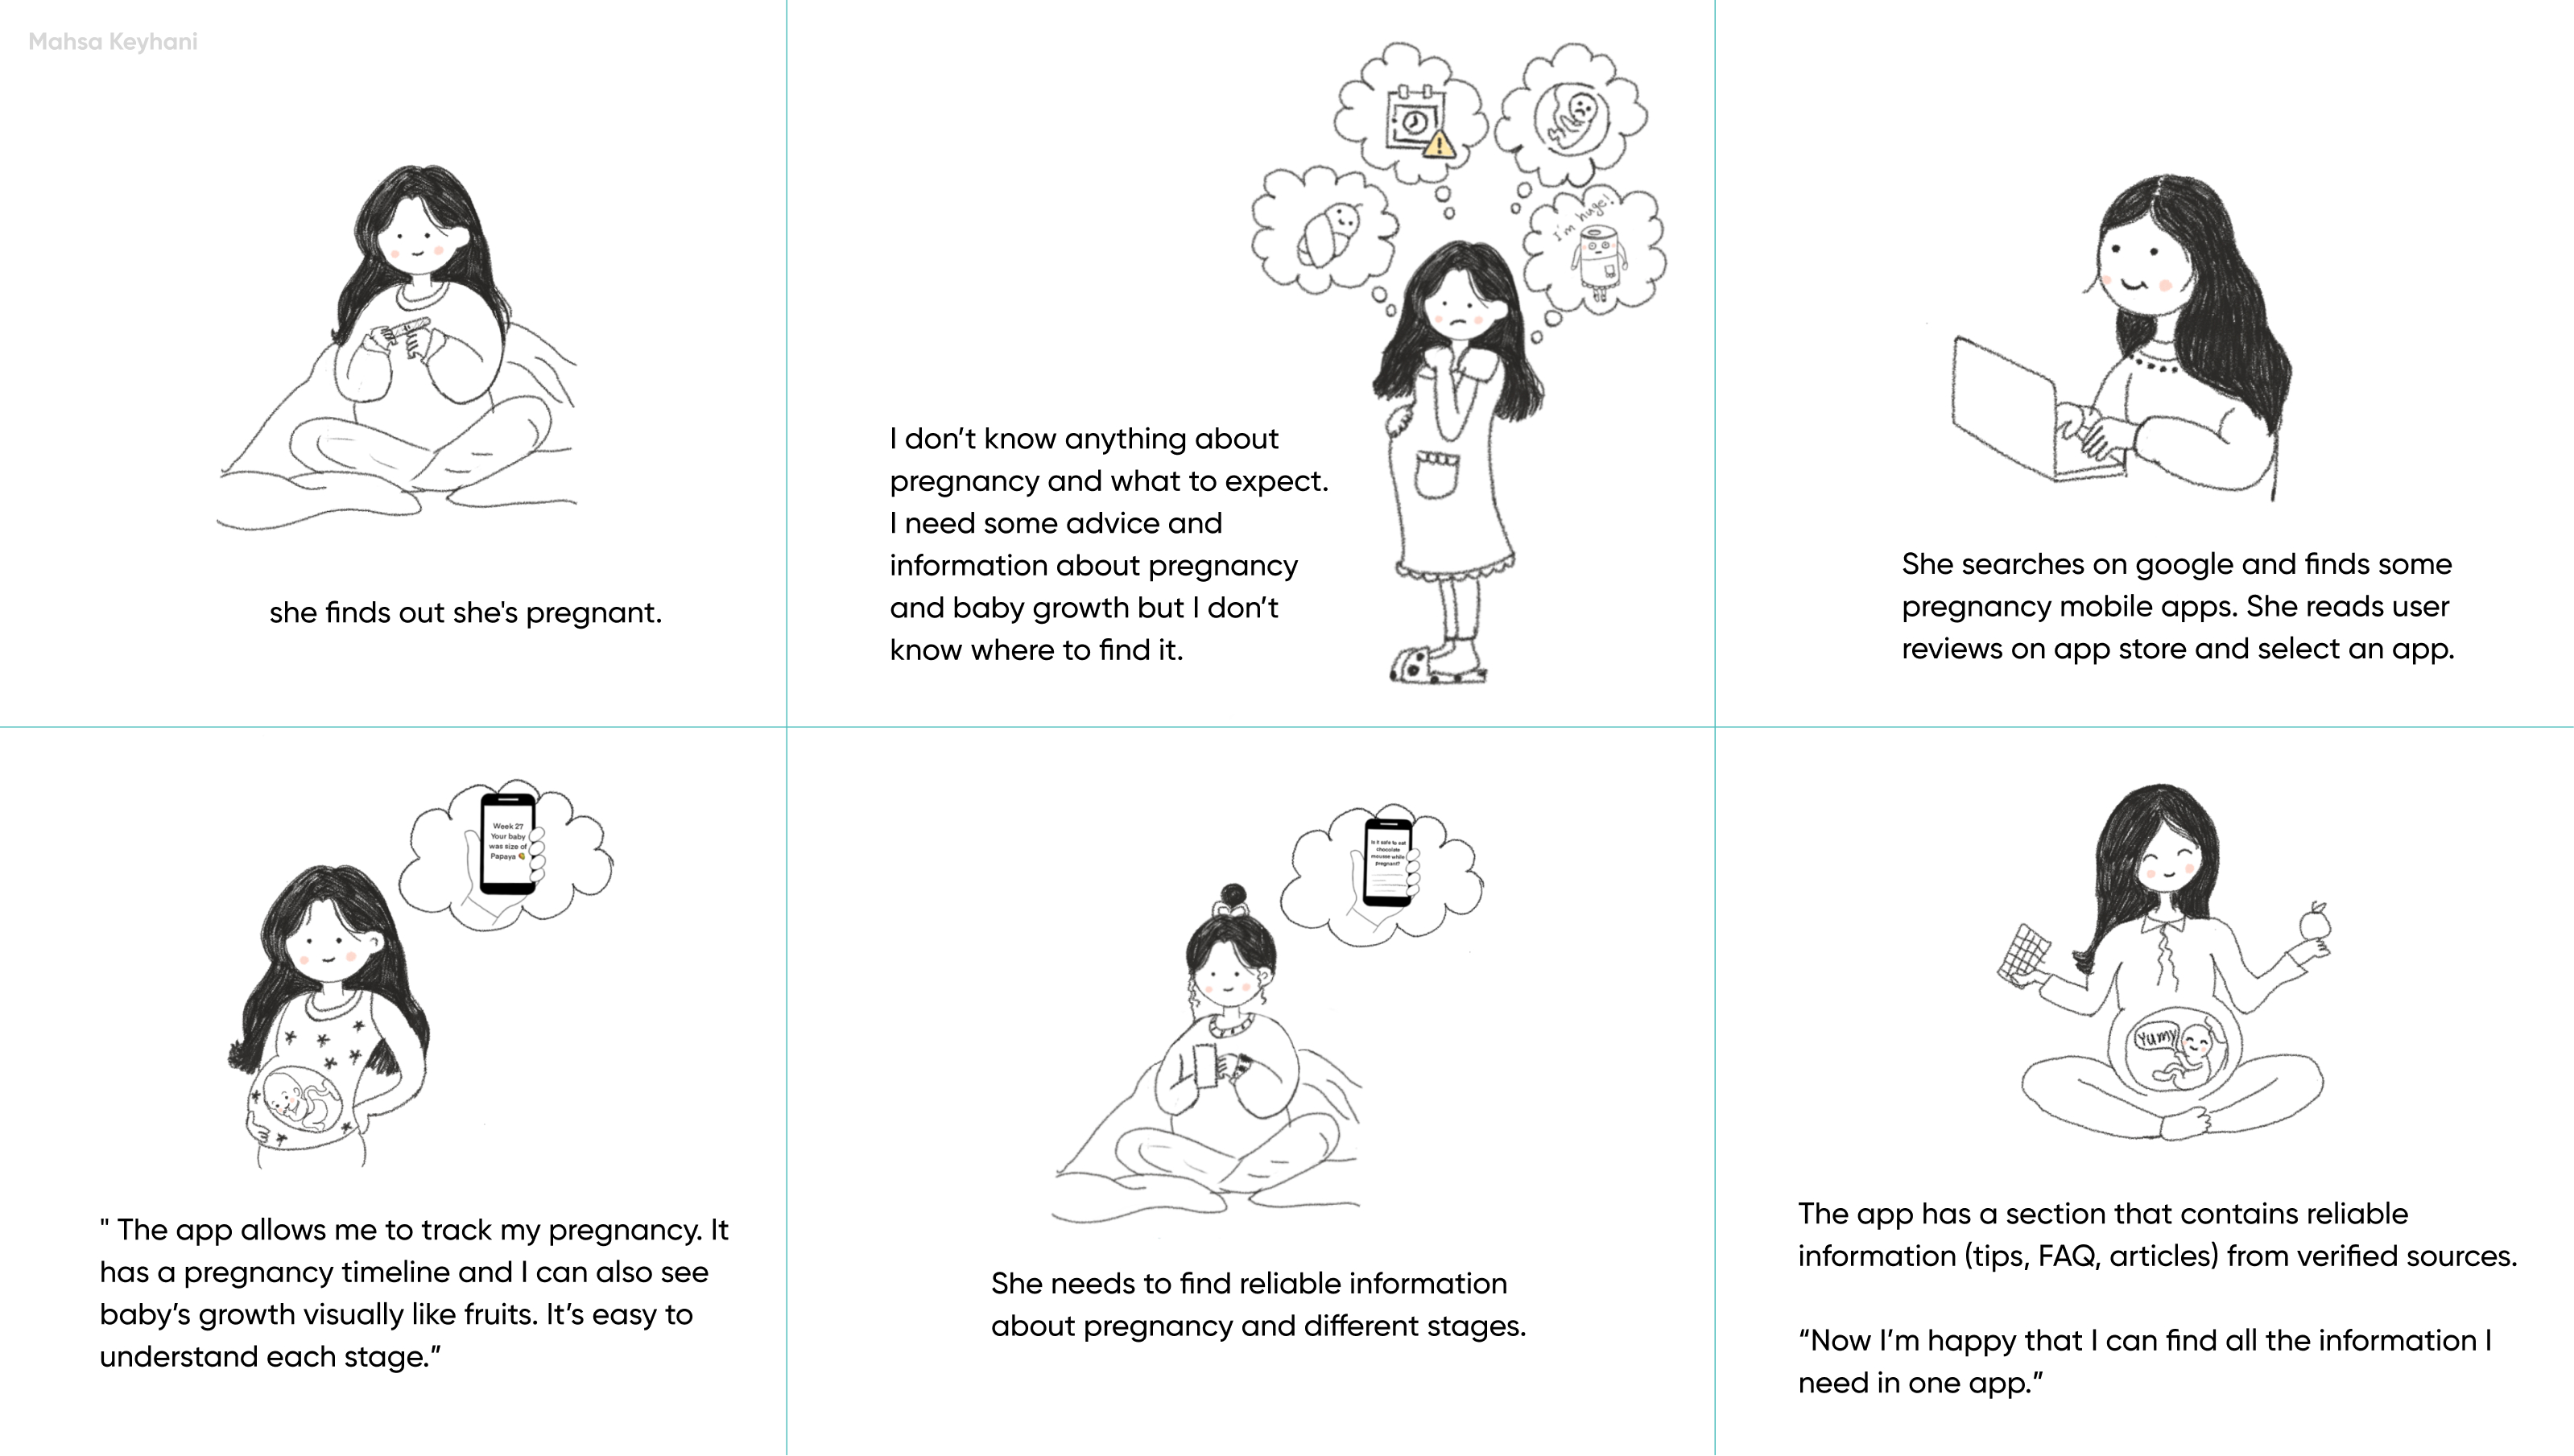 Mahsa Keyhani
she finds out she's pregnant.
I'm huge!
I don’t know anything about
pregnancy and what to expect.
I need some advice and
information about pregnancy
and baby growth but I don’t
know where to find it.
She searches on google and finds some
pregnancy mobile apps. She reads user
reviews on app store and select an app.
Week 27
Your baby
was size of
Papaya
" The app allows me to track my pregnancy. It
has a pregnancy timeline and I can also see
baby’s growth visually like fruits. It’s easy to
understand each stage.”
Is it safe to eat
chocolate
mousse while
pregnant?
She needs to find reliable information
about pregnancy and different stages.
Yumy
The app has a section that contains reliable
information (tips, FAQ, articles) from verified sources.
“Now I’m happy that I can find all the information I
need in one app.”